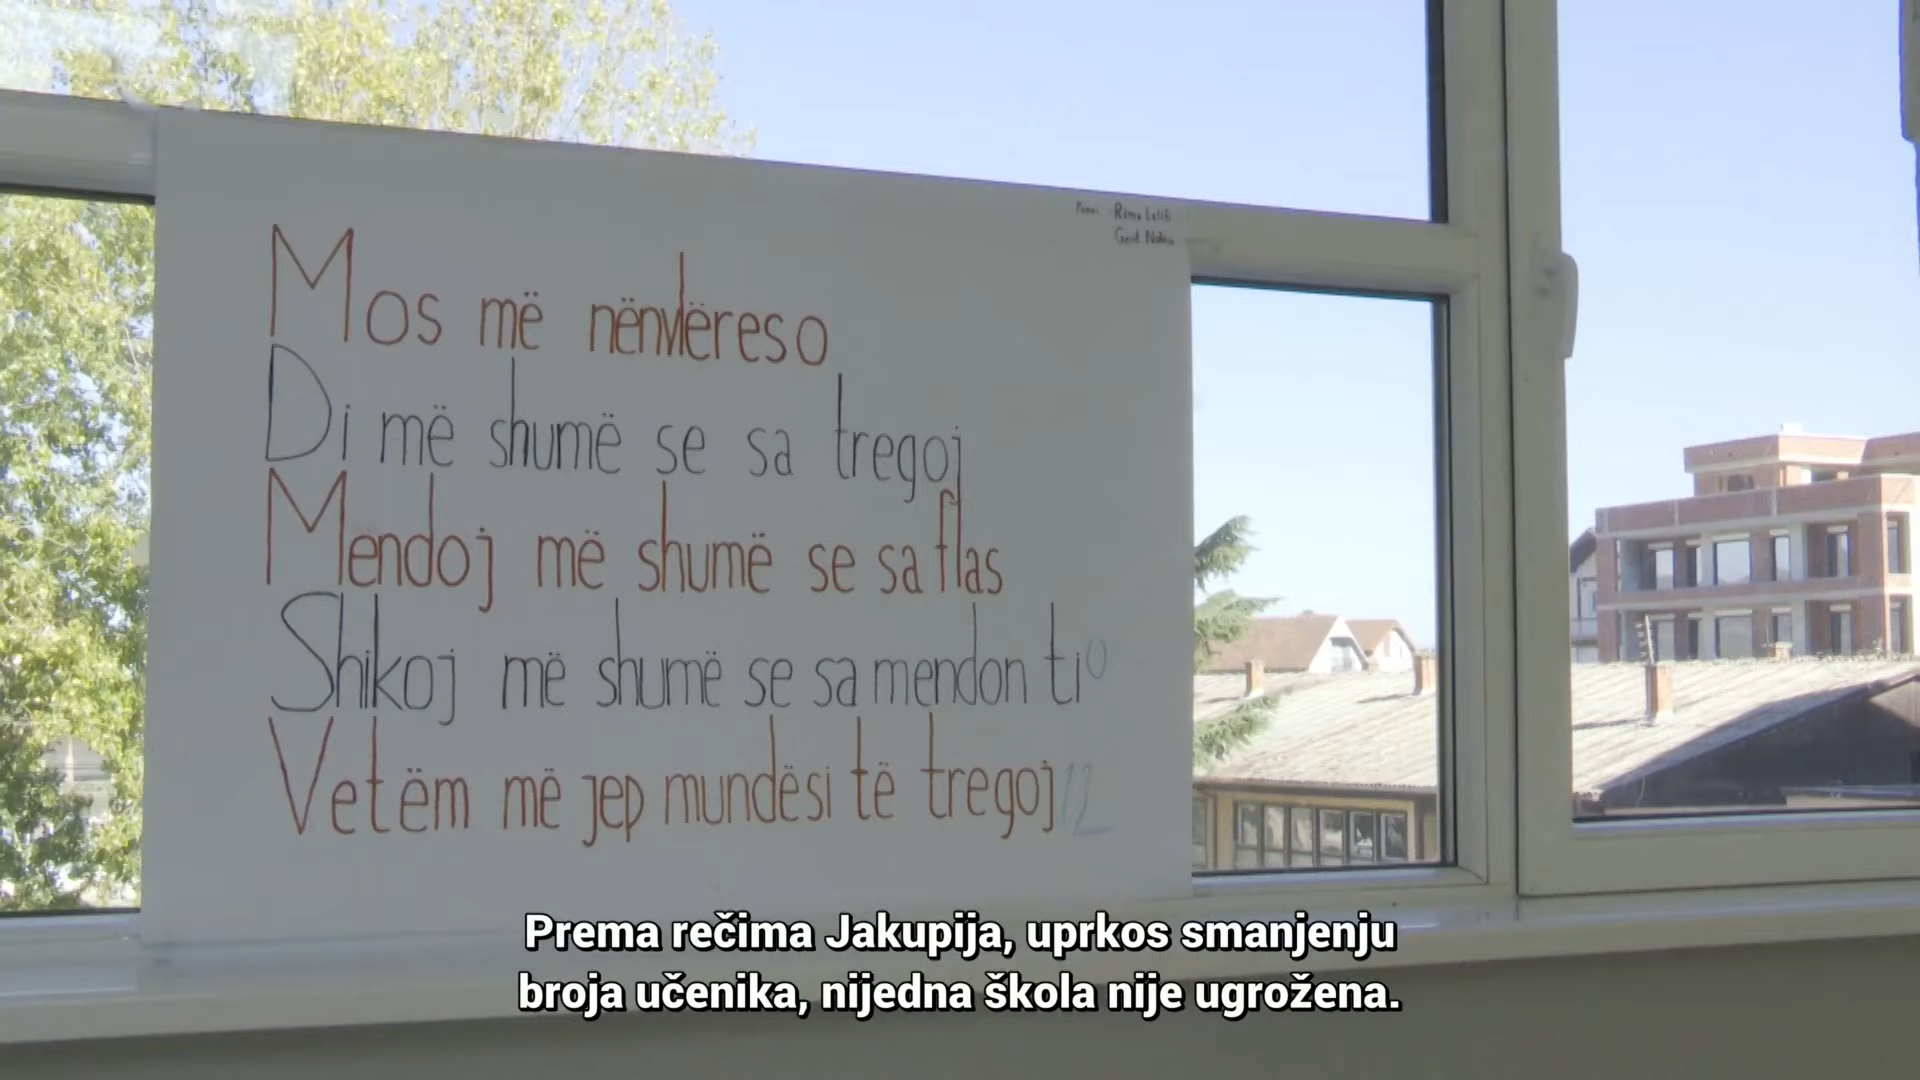 Rima
Mos më nënvlëreso
Di më shumë se sa tregoj
Mendoj më shumë se sa flas
Shikoj më shumë se sa mendon ti
Vetëm më jep mundësi të tregoj
12
Prema rečima Jakupija, uprkos smanjenju
broja učenika, nijedna škola nije ugrožena.